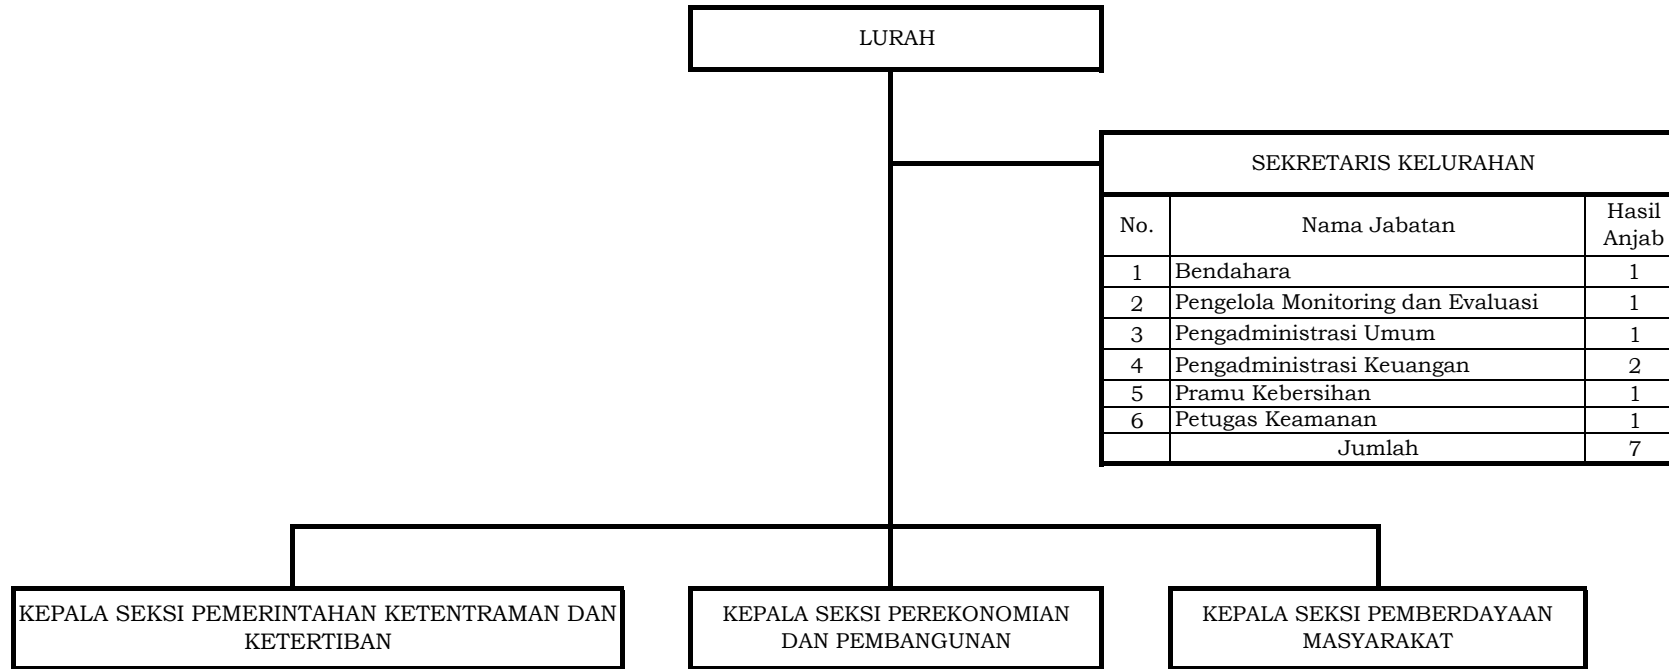 LURAH
SEKRETARIS KELURAHAN
No. Nama Jabatan Hasil Anjab
1 Bendahara 1
2 Pengelola Monitoring dan Evaluasi 1
3 Pengadministrasi Umum 1
4 Pengadministrasi Keuangan 2
5 Pramu Kebersihan 1
6 Petugas Keamanan 1
Jumlah 7
KEPALA SEKSI PEMERINTAHAN KETENTRAMAN DAN
KETERTIBAN
KEPALA SEKSI PEREKONOMIAN
DAN PEMBANGUNAN
KEPALA SEKSI PEMBERDAYAAN
MASYARAKAT